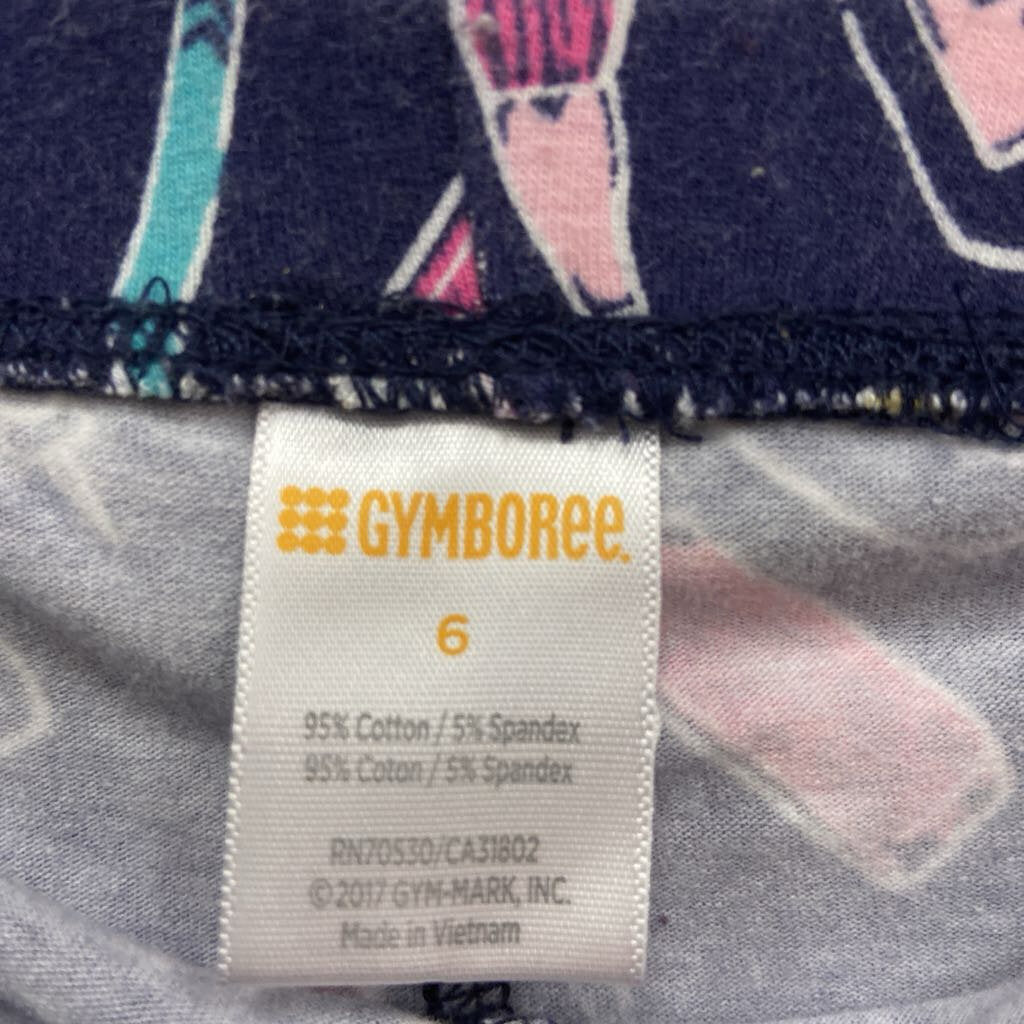 GYMBOREE.
6
95% Cotton / 5% Spandex
95% Coton / 5% Spandex
RN70530/CA31802
©2017 GYM-MARK, INC.
Made in Vietnam